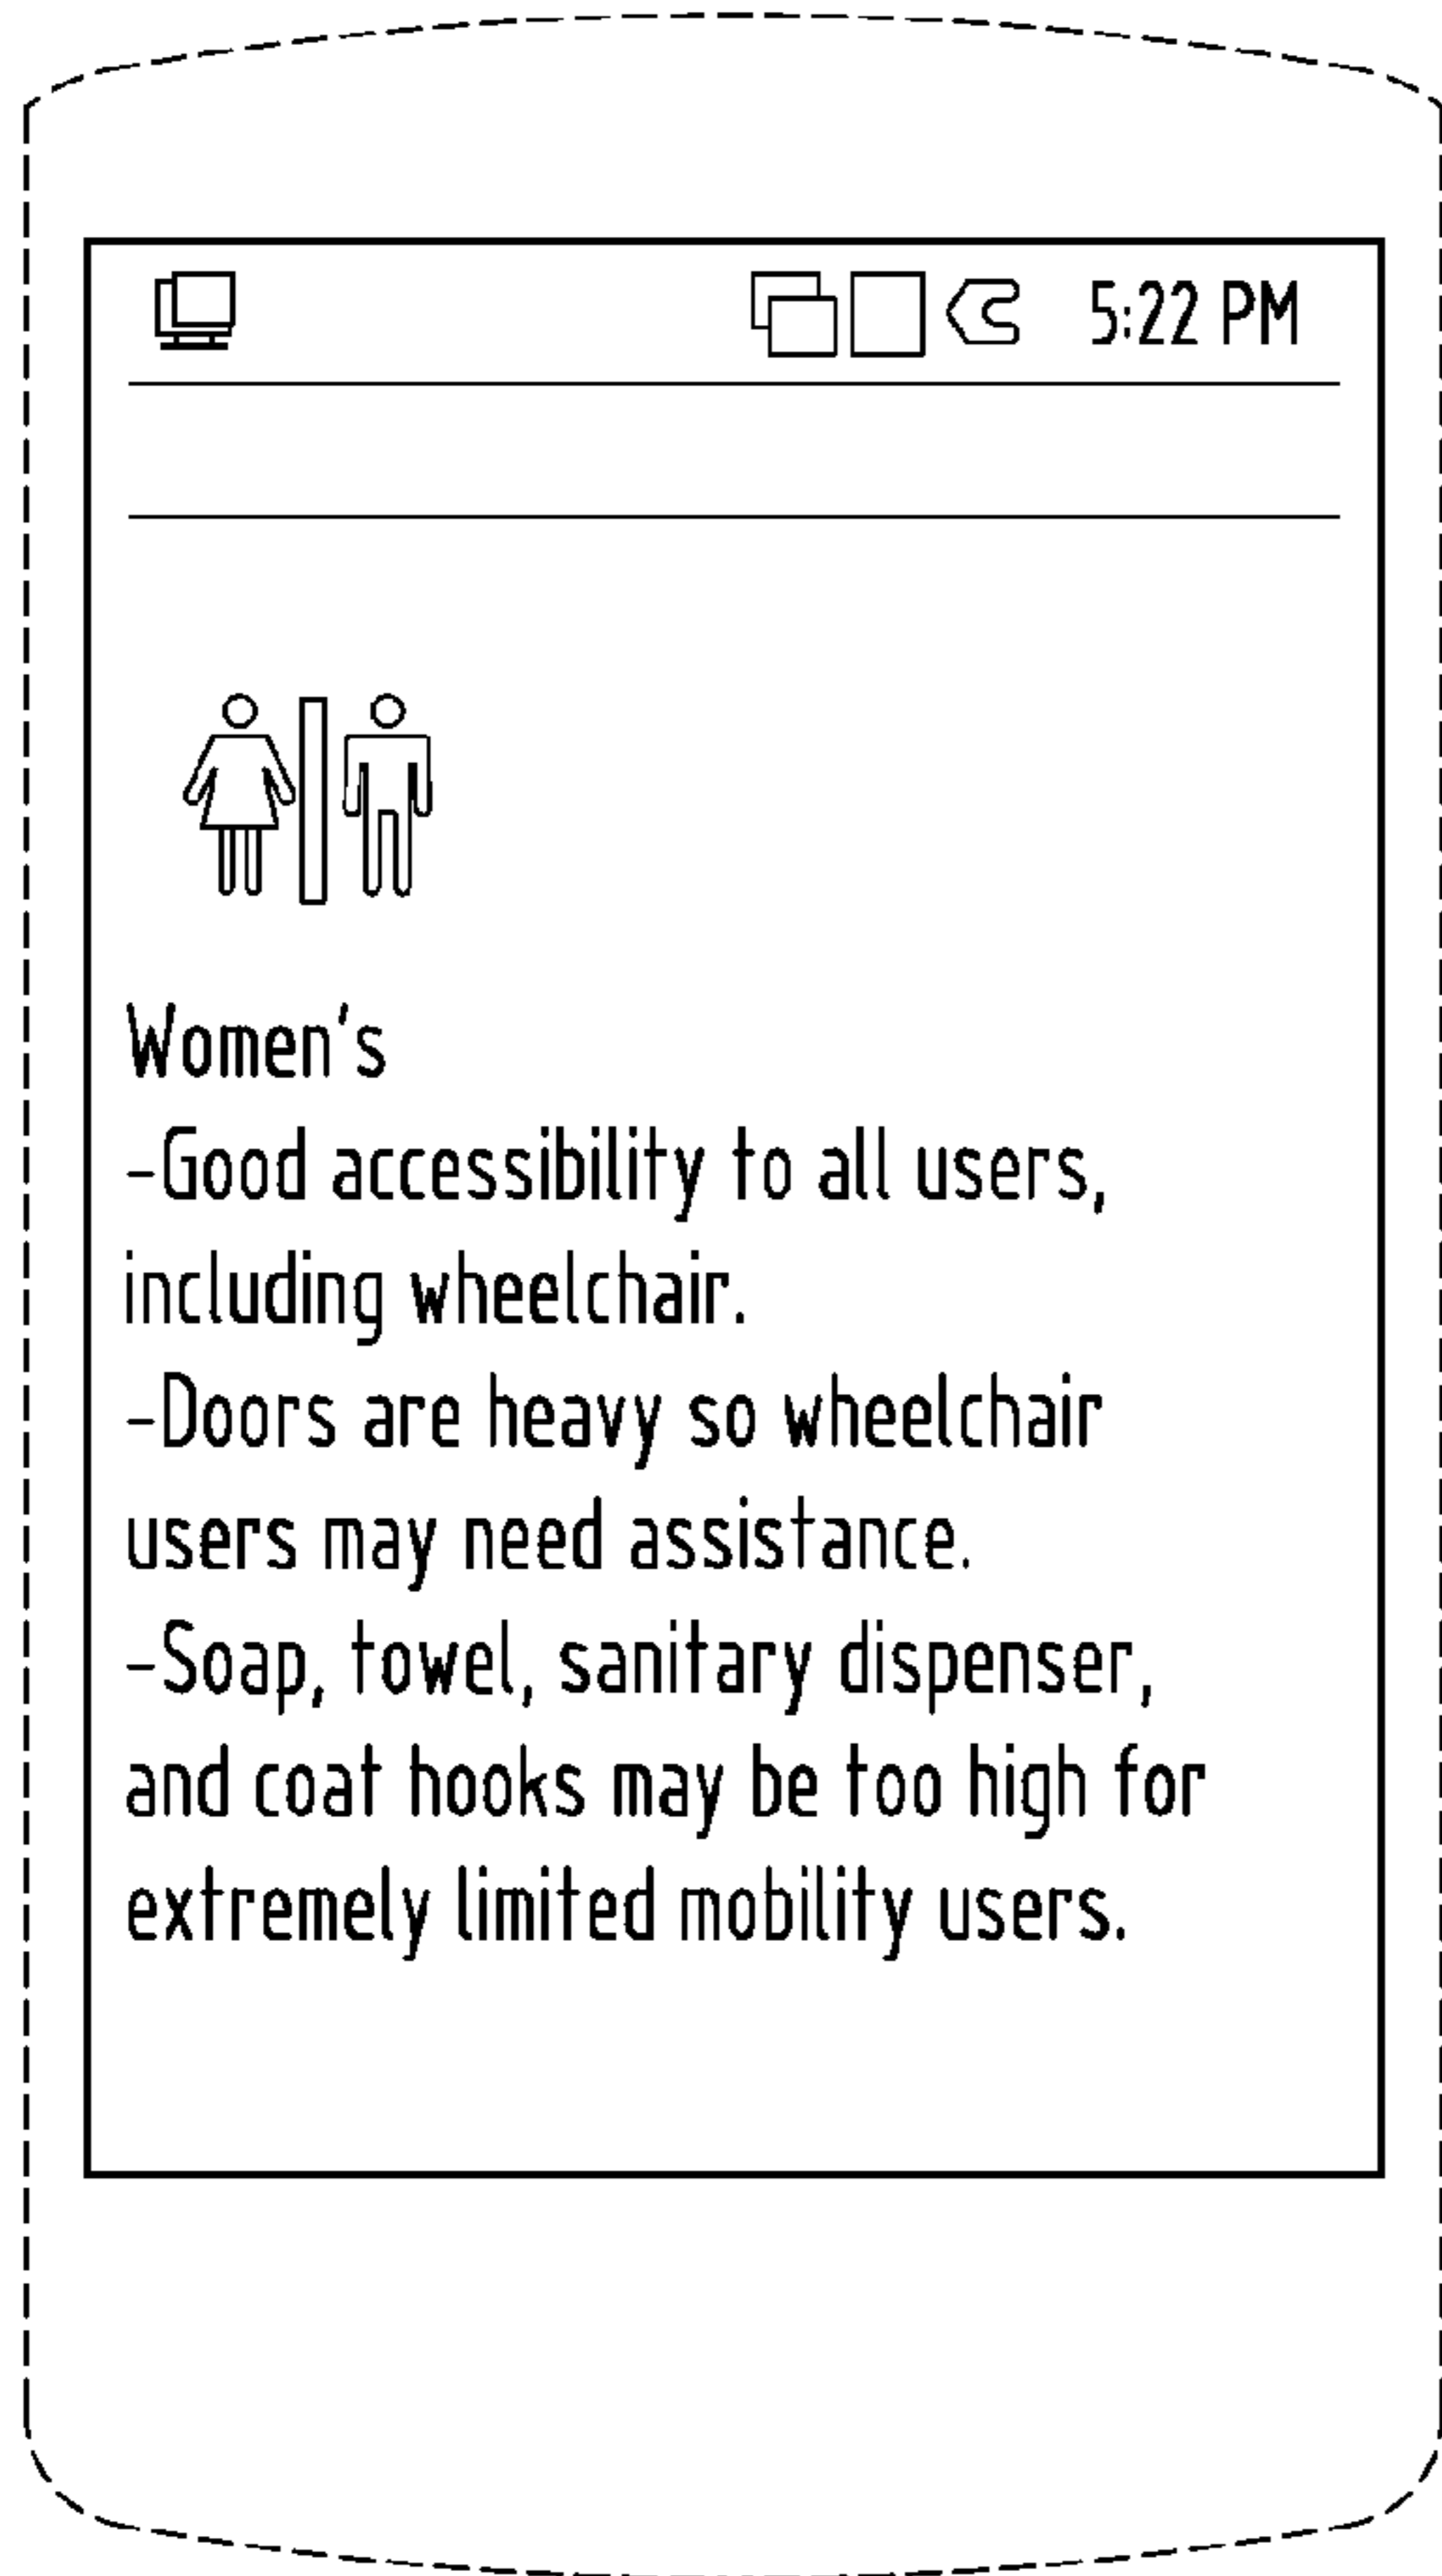 5:22 PM
Women's
-Good accessibility to all users,
including wheelchair.
-Doors are heavy so wheelchair
users may need assistance.
-Soap, towel, sanitary dispenser,
and coat hooks may be too high for
extremely limited mobility users.